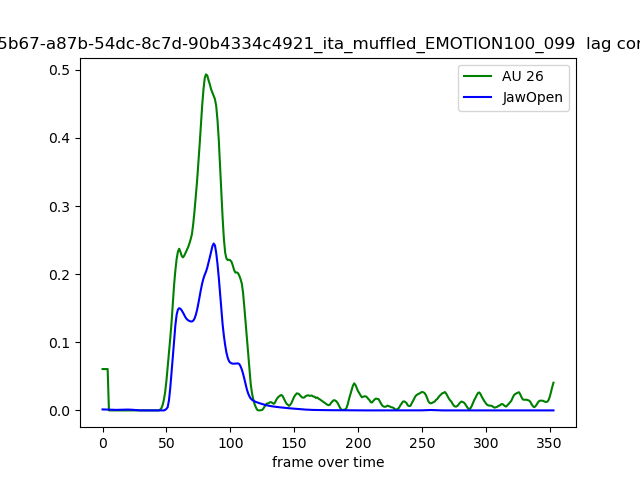 5b67-a87b-54dc-8c7d-90b4334c4921_ita_muffled_EMOTION100_099 lag
AU 26
JawOpen
0.5
0.4
0.3
0.2
0.1
0.0
0 50 100 150 200 250 300 350
frame over time